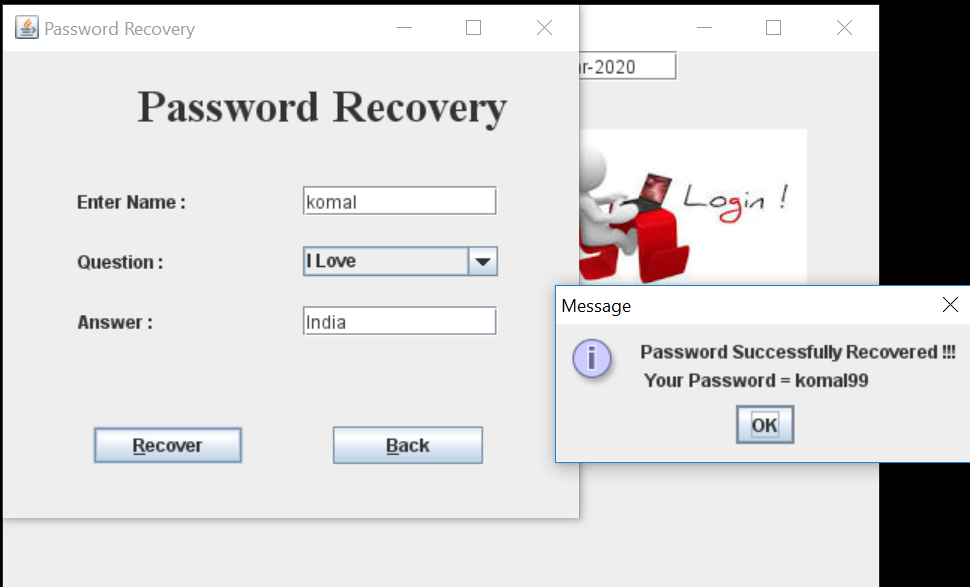 Password Recovery
Password Recovery
Enter Name :
komal
Question :
I Love
Answer :
India
Recover
Back
r-2020
Login !
Message
i
Password Successfully Recovered !!!
Your Password = komal99
OK